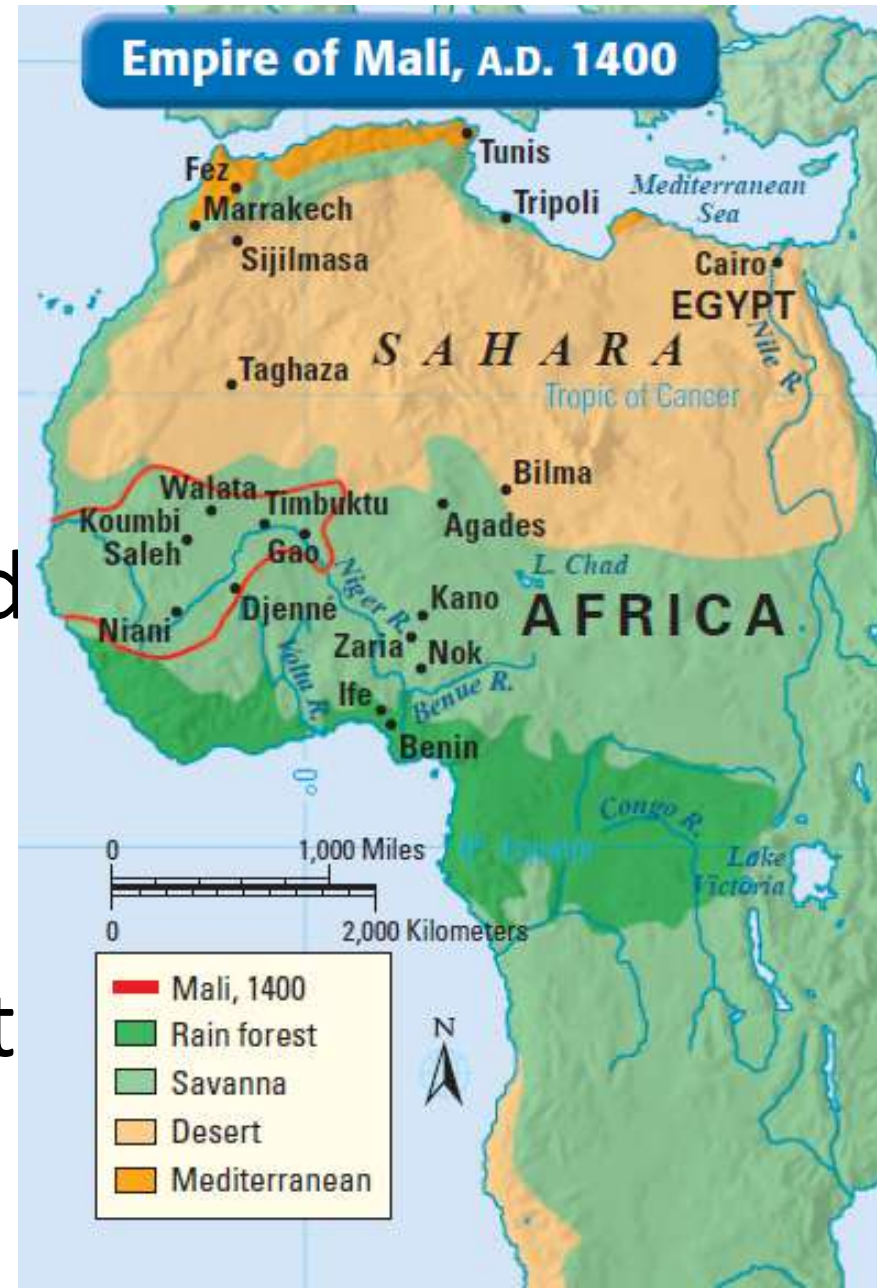 Empire of Mali, A.D. 1400
Tunis
Fez
Mediterranean
Sea
Marrakech
Tripoli
Sijilmasa
Cairo
EGYPT
Nile R.
SAHARA
Taghaza
Tropic of Cancer
Bilma
Walata
Timbuktu
Agades
Koumbi
Saleh
Gao
L. Chad
d
Niger R.
Kano
AFRICA
Djenné
Niani
Zaria
Nok
Volta R.
Ife
Benue R.
Benin
0°
Congo R.
0
1,000 Miles
Lake
Victoria
0
2,000 Kilometers
t
Mali, 1400
Rain forest
Savanna
Desert
Mediterranean
N